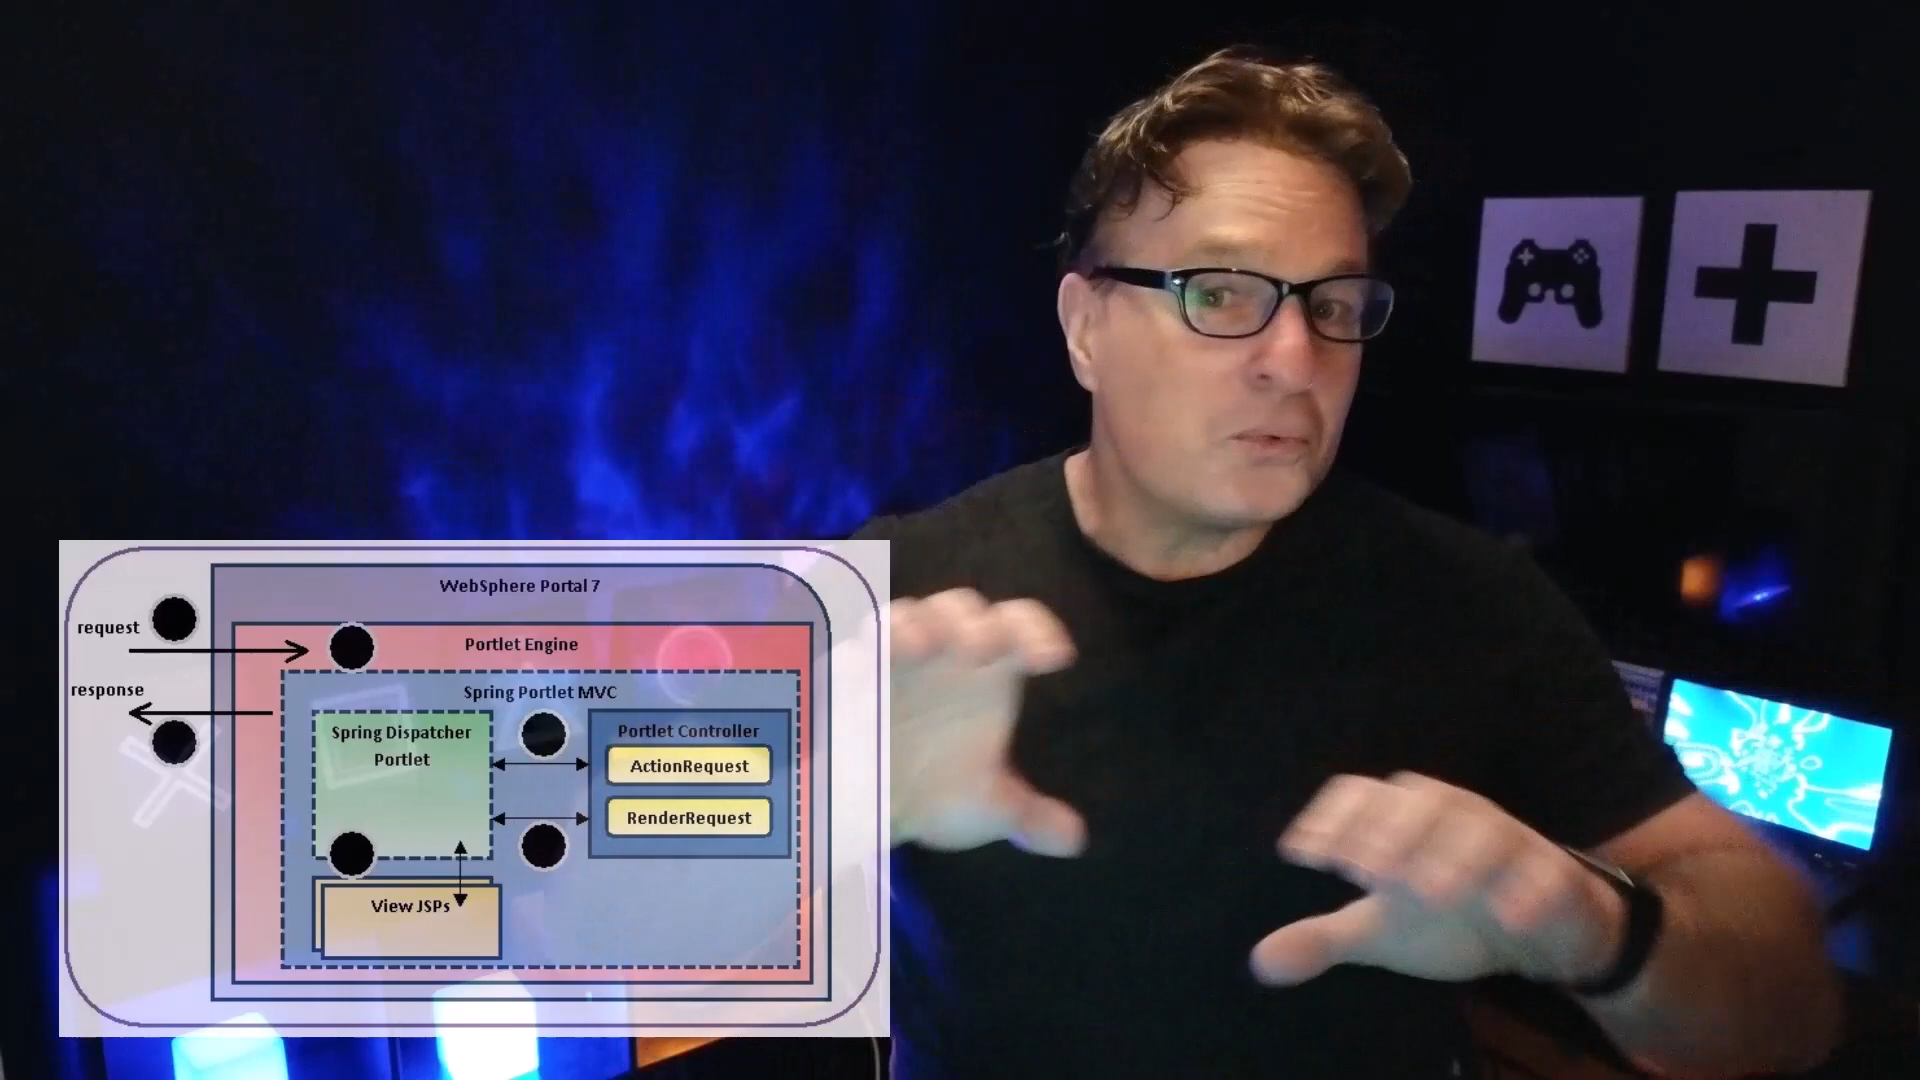 WebSphere Portal 7
request
Portlet Engine
response
Spring Portlet MVC
Spring Dispatcher
Portlet
Portlet Controller
ActionRequest
RenderRequest
View JSPs